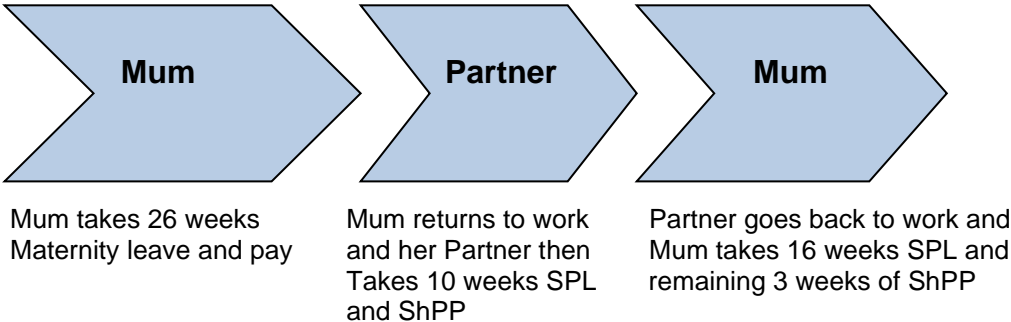 Mum
Partner
Mum
Mum takes 26 weeks
Maternity leave and pay
Mum returns to work
and her Partner then
Takes 10 weeks SPL
and ShPP
Partner goes back to work and
Mum takes 16 weeks SPL and
remaining 3 weeks of ShPP